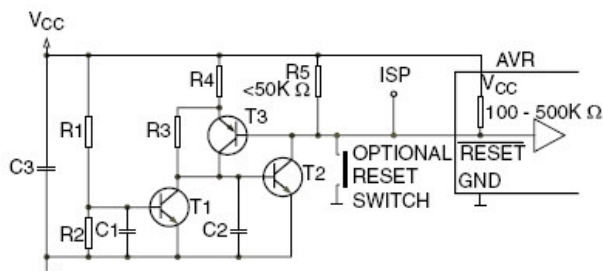 VCC
R1
R2
C3
C1
R3
R4
T3
T1
C2
T2
R5
<50K Ω
ISP
OPTIONAL
RESET
SWITCH
AVR
VCC
100 - 500K Ω
RESET
GND